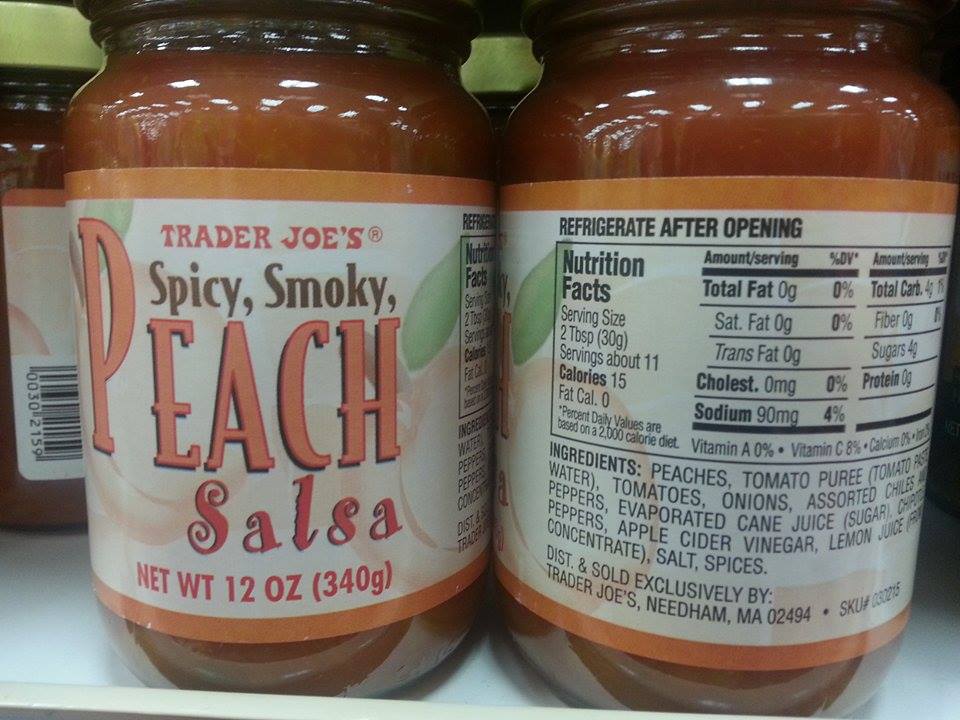 TRADER JOE'S®
Spicy, Smoky,
PEACH
Salsa
NET WT 12 OZ (340g)
REFRIGERATE AFTER OPENING
Nutrition
Facts
Serving Size
2 Tbsp (30g)
Servings about 11
Calories 15
Fat Cal. 0
*Percent Daily Values are
based on a 2,000 calorie diet.
Amount/serving %DV*
Total Fat 0g 0%
Sat. Fat 0g 0%
Trans Fat 0g
Cholest. 0mg 0%
Sodium 90mg 4%
Amount/serving
Total Carb. 4g 1%
Fiber 0g
Sugars 4g
Protein 0g
Vitamin A 0% • Vitamin C 8% • Calcium 0% •
INGREDIENTS: PEACHES, TOMATO PUREE (TOMATO
WATER), TOMATOES, ONIONS, ASSORTED CHILES
PEPPERS, EVAPORATED CANE JUICE (SUGAR),
PEPPERS, APPLE CIDER VINEGAR, LEMON JUICE
CONCENTRATE), SALT, SPICES.
DIST. & SOLD EXCLUSIVELY BY:
TRADER JOE'S, NEEDHAM, MA 02494 • SKU# 030215